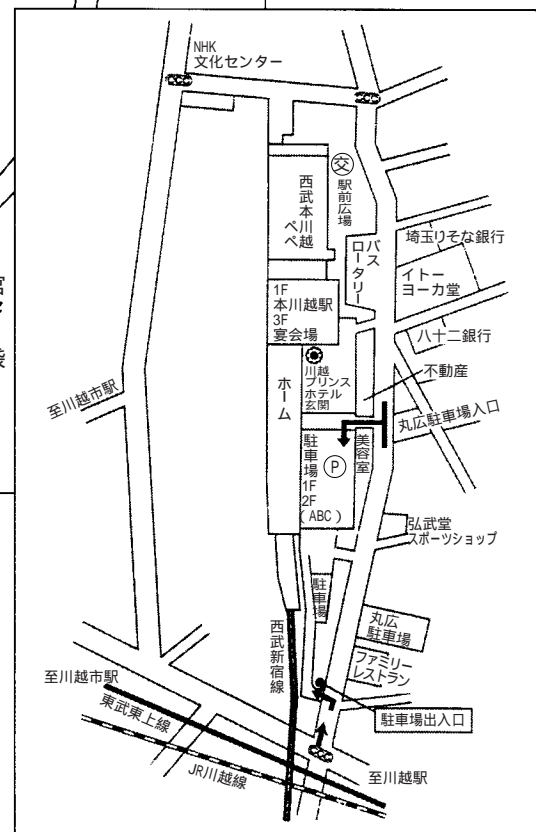 NHK
文化センター
交
駅前広場
西武本川越
ペペ
バス
ロータリー
埼玉りそな銀行
イトー
ヨーカ堂
1F
本川越駅
3F
宴会場
八十二銀行
川越
プリンス
ホテル
玄関
不動産
至川越市駅
ホーム
丸広駐車場入口
美容室
駐車場
P
1F
2F
(ABC)
弘武堂
スポーツショップ
駐車場
丸広
駐車場
西武新宿線
ファミリー
レストラン
至川越市駅
東武東上線
駐車場出入口
JR川越線
至川越駅